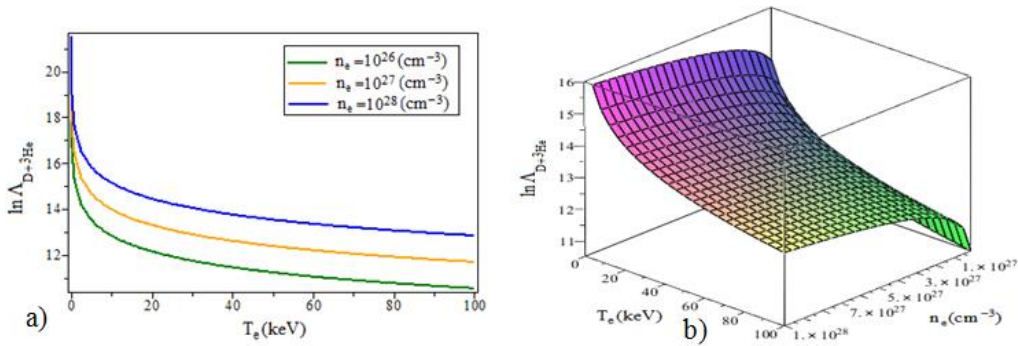 a)
ln Λ_{D+³He}
20
18
16
14
12
n_e = 10^{26} (cm^{−3})
n_e = 10^{27} (cm^{−3})
n_e = 10^{28} (cm^{−3})
0 20 40 60 80 100
T_e (keV)
b)
ln Λ_{D+³He}
16
15
14
13
12
11
0
20
40
60
80
100
T_e (keV)
1. × 10^{28}
7. × 10^{27}
5. × 10^{27}
3. × 10^{27}
1. × 10^{27}
n_e (cm^{−3})